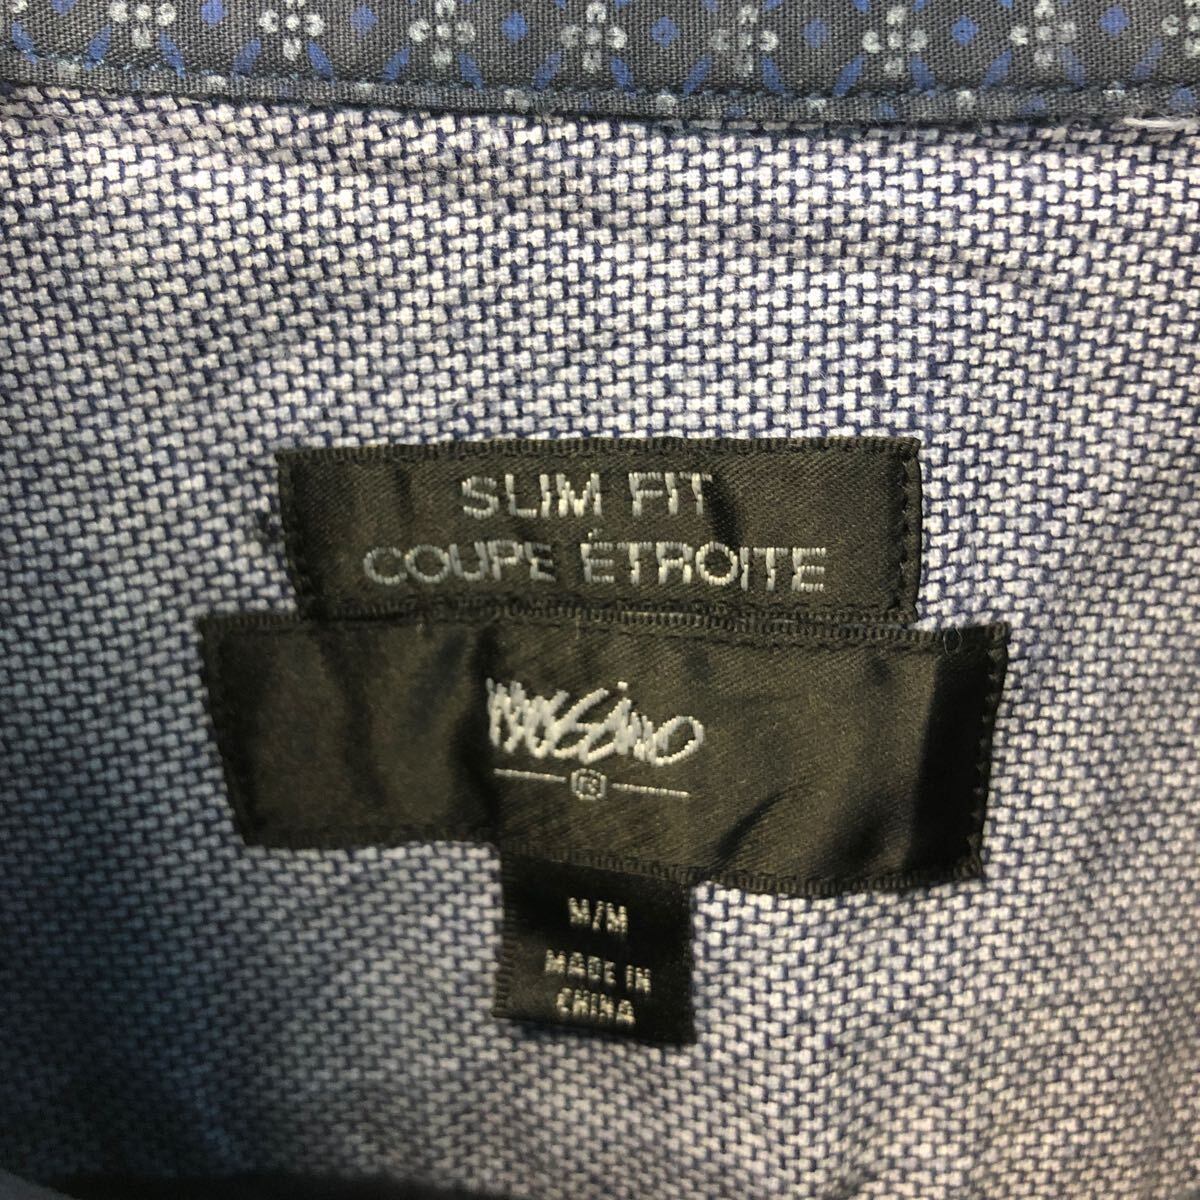 SLIM FIT
COUPE ÉTROITE
mossimo
®
M/M
MADE IN
CHINA